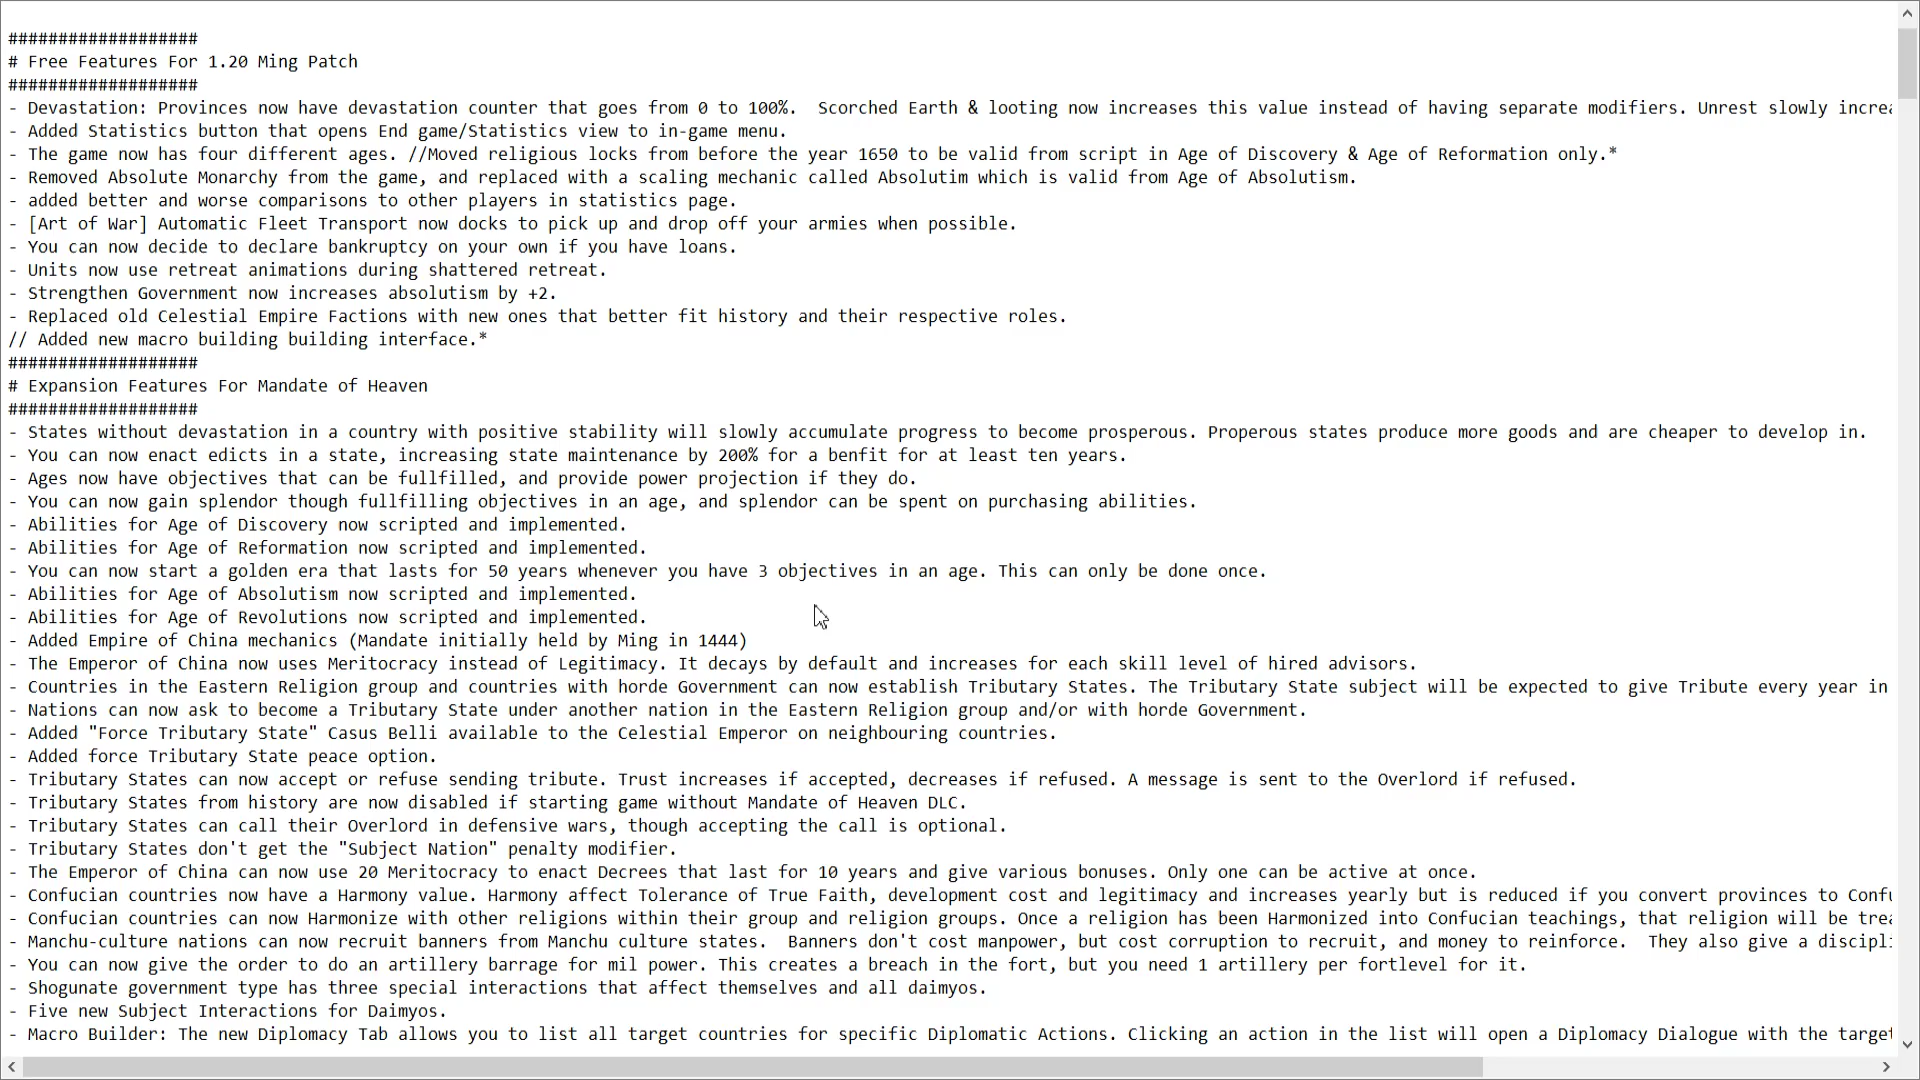 ###################
# Free Features For 1.20 Ming Patch
###################
- Devastation: Provinces now have devastation counter that goes from 0 to 100%.  Scorched Earth & looting now increases this value instead of having separate modifiers. Unrest slowly increa
- Added Statistics button that opens End game/Statistics view to in-game menu.
- The game now has four different ages. //Moved religious locks from before the year 1650 to be valid from script in Age of Discovery & Age of Reformation only.*
- Removed Absolute Monarchy from the game, and replaced with a scaling mechanic called Absolutim which is valid from Age of Absolutism.
- added better and worse comparisons to other players in statistics page.
- [Art of War] Automatic Fleet Transport now docks to pick up and drop off your armies when possible.
- You can now decide to declare bankruptcy on your own if you have loans.
- Units now use retreat animations during shattered retreat.
- Strengthen Government now increases absolutism by +2.
- Replaced old Celestial Empire Factions with new ones that better fit history and their respective roles.
// Added new macro building building interface.*
###################
# Expansion Features For Mandate of Heaven
###################
- States without devastation in a country with positive stability will slowly accumulate progress to become prosperous. Properous states produce more goods and are cheaper to develop in.
- You can now enact edicts in a state, increasing state maintenance by 200% for a benfit for at least ten years.
- Ages now have objectives that can be fullfilled, and provide power projection if they do.
- You can now gain splendor though fullfilling objectives in an age, and splendor can be spent on purchasing abilities.
- Abilities for Age of Discovery now scripted and implemented.
- Abilities for Age of Reformation now scripted and implemented.
- You can now start a golden era that lasts for 50 years whenever you have 3 objectives in an age. This can only be done once.
- Abilities for Age of Absolutism now scripted and implemented.
- Abilities for Age of Revolutions now scripted and implemented.
- Added Empire of China mechanics (Mandate initially held by Ming in 1444)
- The Emperor of China now uses Meritocracy instead of Legitimacy. It decays by default and increases for each skill level of hired advisors.
- Countries in the Eastern Religion group and countries with horde Government can now establish Tributary States. The Tributary State subject will be expected to give Tribute every year in
- Nations can now ask to become a Tributary State under another nation in the Eastern Religion group and/or with horde Government.
- Added "Force Tributary State" Casus Belli available to the Celestial Emperor on neighbouring countries.
- Added force Tributary State peace option.
- Tributary States can now accept or refuse sending tribute. Trust increases if accepted, decreases if refused. A message is sent to the Overlord if refused.
- Tributary States from history are now disabled if starting game without Mandate of Heaven DLC.
- Tributary States can call their Overlord in defensive wars, though accepting the call is optional.
- Tributary States don't get the "Subject Nation" penalty modifier.
- The Emperor of China can now use 20 Meritocracy to enact Decrees that last for 10 years and give various bonuses. Only one can be active at once.
- Confucian countries now have a Harmony value. Harmony affect Tolerance of True Faith, development cost and legitimacy and increases yearly but is reduced if you convert provinces to Confu
- Confucian countries can now Harmonize with other religions within their group and religion groups. Once a religion has been Harmonized into Confucian teachings, that religion will be trea
- Manchu-culture nations can now recruit banners from Manchu culture states.  Banners don't cost manpower, but cost corruption to recruit, and money to reinforce.  They also give a discipli
- You can now give the order to do an artillery barrage for mil power. This creates a breach in the fort, but you need 1 artillery per fortlevel for it.
- Shogunate government type has three special interactions that affect themselves and all daimyos.
- Five new Subject Interactions for Daimyos.
- Macro Builder: The new Diplomacy Tab allows you to list all target countries for specific Diplomatic Actions. Clicking an action in the list will open a Diplomacy Dialogue with the target